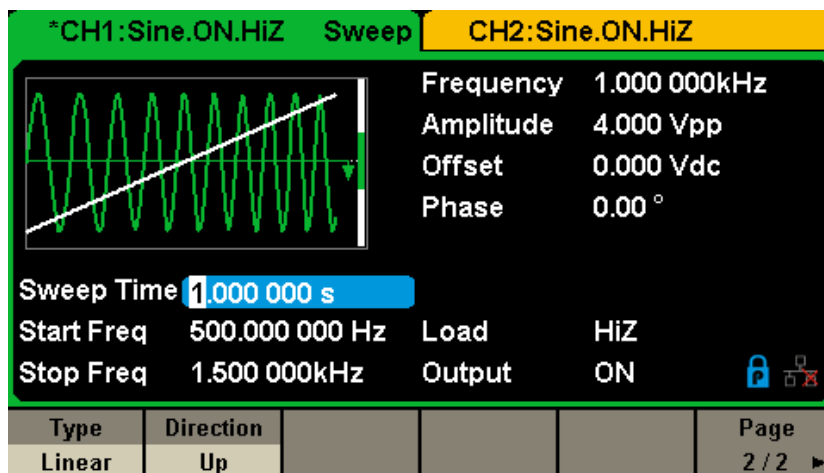 *CH1:Sine.ON.HiZ Sweep CH2:Sine.ON.HiZ
Frequency 1.000 000kHz
Amplitude 4.000 Vpp
Offset 0.000 Vdc
Phase 0.00 °
Sweep Time 1.000 000 s
Start Freq 500.000 000 Hz Load HiZ
Stop Freq 1.500 000kHz Output ON P
Type Direction Page
Linear Up 2 / 2 ►